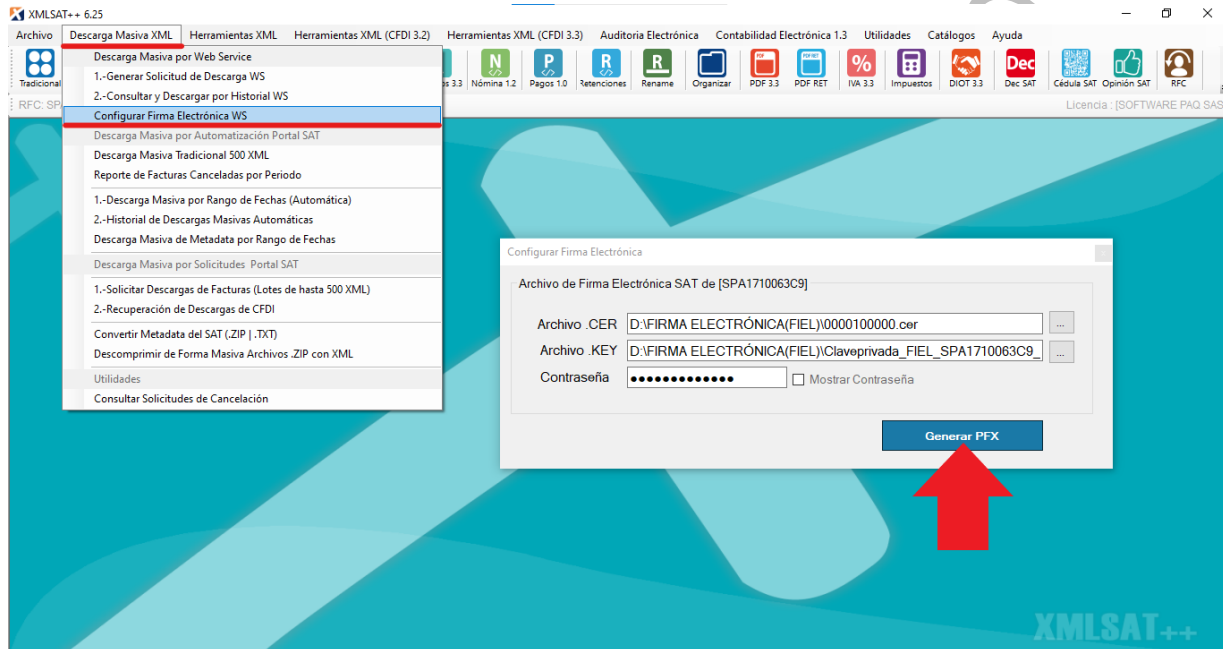 XMLSAT++ 6.25
Archivo Descarga Masiva XML Herramientas XML Herramientas XML (CFDI 3.2) Herramientas XML (CFDI 3.3) Auditoria Electrónica Contabilidad Electrónica 1.3 Utilidades Catálogos Ayuda
Tradicional
3.3
N
Nómina 1.2
P
Pagos 1.0
R
Retenciones
R
Rename
Organizar
PDF
PDF 3.3
PDF RET
PDF RET
%
IVA 3.3
Impuestos
DIOT 3.3
Dec
Dec SAT
Cédula SAT
Opinión SAT
RFC
RFC: SP
Licencia : [SOFTWARE PAQ SAS
Descarga Masiva por Web Service
1.-Generar Solicitud de Descarga WS
2.-Consultar y Descargar por Historial WS
Configurar Firma Electrónica WS
Descarga Masiva por Automatización Portal SAT
Descarga Masiva Tradicional 500 XML
Reporte de Facturas Canceladas por Periodo
1.-Descarga Masiva por Rango de Fechas (Automática)
2.-Historial de Descargas Masivas Automáticas
Descarga Masiva de Metadata por Rango de Fechas
Descarga Masiva por Solicitudes Portal SAT
1.-Solicitar Descargas de Facturas (Lotes de hasta 500 XML)
2.-Recuperación de Descargas de CFDI
Convertir Metadata del SAT (.ZIP | .TXT)
Descomprimir de Forma Masiva Archivos .ZIP con XML
Utilidades
Consultar Solicitudes de Cancelación
Configurar Firma Electrónica
Archivo de Firma Electrónica SAT de [SPA1710063C9]
Archivo .CER D:\FIRMA ELECTRÓNICA(FIEL)\0000100000.cer ...
Archivo .KEY D:\FIRMA ELECTRÓNICA(FIEL)\Claveprivada_FIEL_SPA1710063C9_ ...
Contraseña ●●●●●●●●●●●●● Mostrar Contraseña
Generar PFX
XMLSAT++